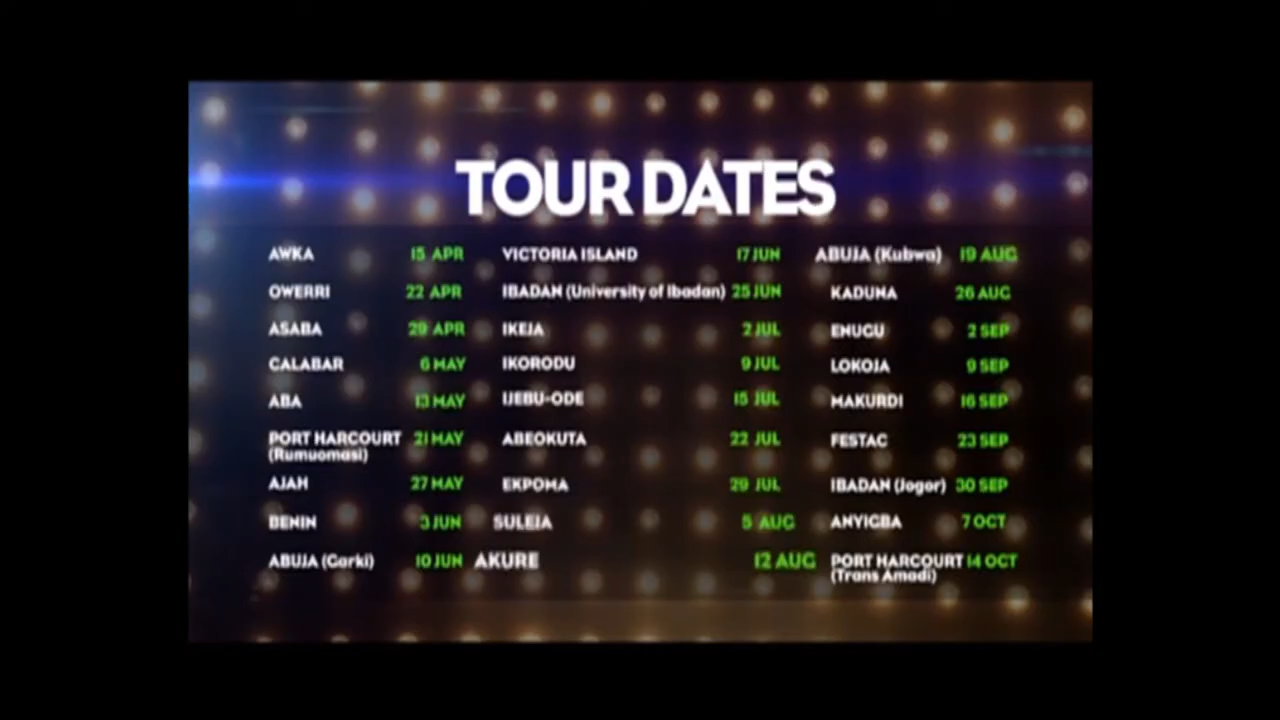 TOUR DATES
AWKA 15 APR
OWERRI 22 APR
ASABA 29 APR
CALABAR 6 MAY
ABA 13 MAY
PORT HARCOURT 21 MAY
(Rumuomasi)
AJAH 27 MAY
BENIN 3 JUN
ABUJA (Garki) 10 JUN
VICTORIA ISLAND 17 JUN
IBADAN (University of Ibadan) 25 JUN
IKEJA 2 JUL
IKORODU 9 JUL
IJEBU-ODE 15 JUL
ABEOKUTA 22 JUL
EKPOMA 29 JUL
SULEJA 5 AUG
AKURE 12 AUG
ABUJA (Kubwa) 19 AUG
KADUNA 26 AUG
ENUGU 2 SEP
LOKOJA 9 SEP
MAKURDI 16 SEP
FESTAC 23 SEP
IBADAN (Jogor) 30 SEP
ANYIGBA 7 OCT
PORT HARCOURT 14 OCT
(Trans Amadi)